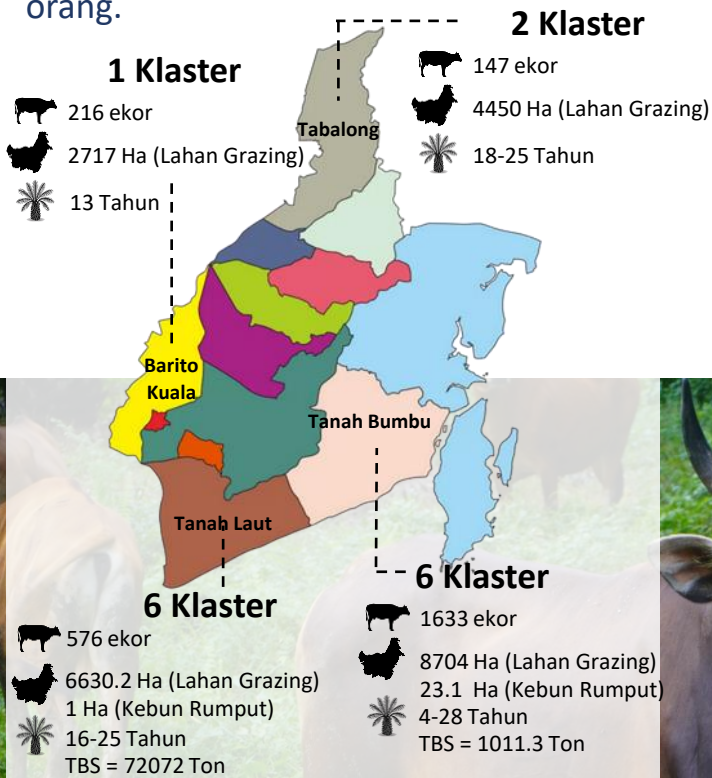 orang.
2 Klaster
147 ekor
4450 Ha (Lahan Grazing)
18-25 Tahun
1 Klaster
216 ekor
2717 Ha (Lahan Grazing)
13 Tahun
Tabalong
Barito
Kuala
Tanah Bumbu
Tanah Laut
6 Klaster
576 ekor
6630.2 Ha (Lahan Grazing)
1 Ha (Kebun Rumput)
16-25 Tahun
TBS = 72072 Ton
6 Klaster
1633 ekor
8704 Ha (Lahan Grazing)
23.1 Ha (Kebun Rumput)
4-28 Tahun
TBS = 1011.3 Ton